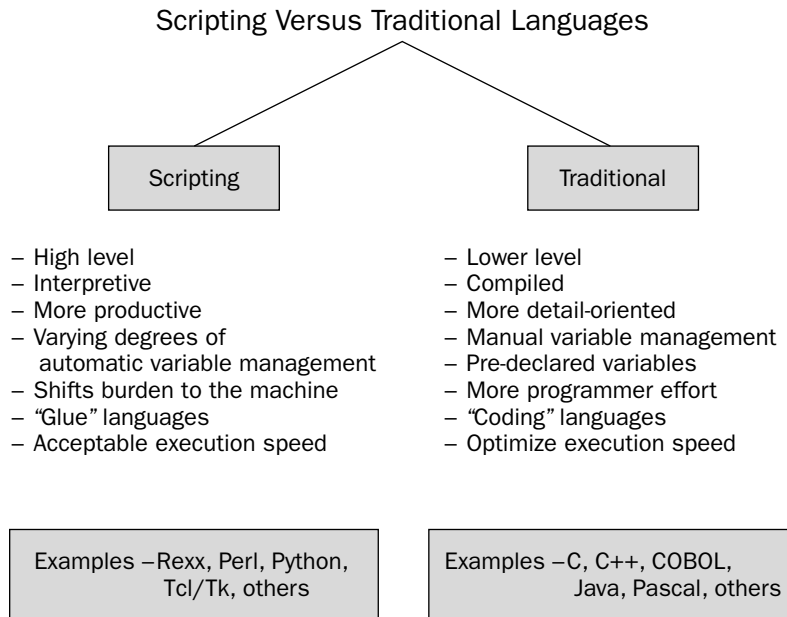 Scripting Versus Traditional Languages
Scripting
– High level
– Interpretive
– More productive
– Varying degrees of
automatic variable management
– Shifts burden to the machine
– “Glue” languages
– Acceptable execution speed
Examples –Rexx, Perl, Python,
Tcl/Tk, others
Traditional
– Lower level
– Compiled
– More detail-oriented
– Manual variable management
– Pre-declared variables
– More programmer effort
– “Coding” languages
– Optimize execution speed
Examples –C, C++, COBOL,
Java, Pascal, others